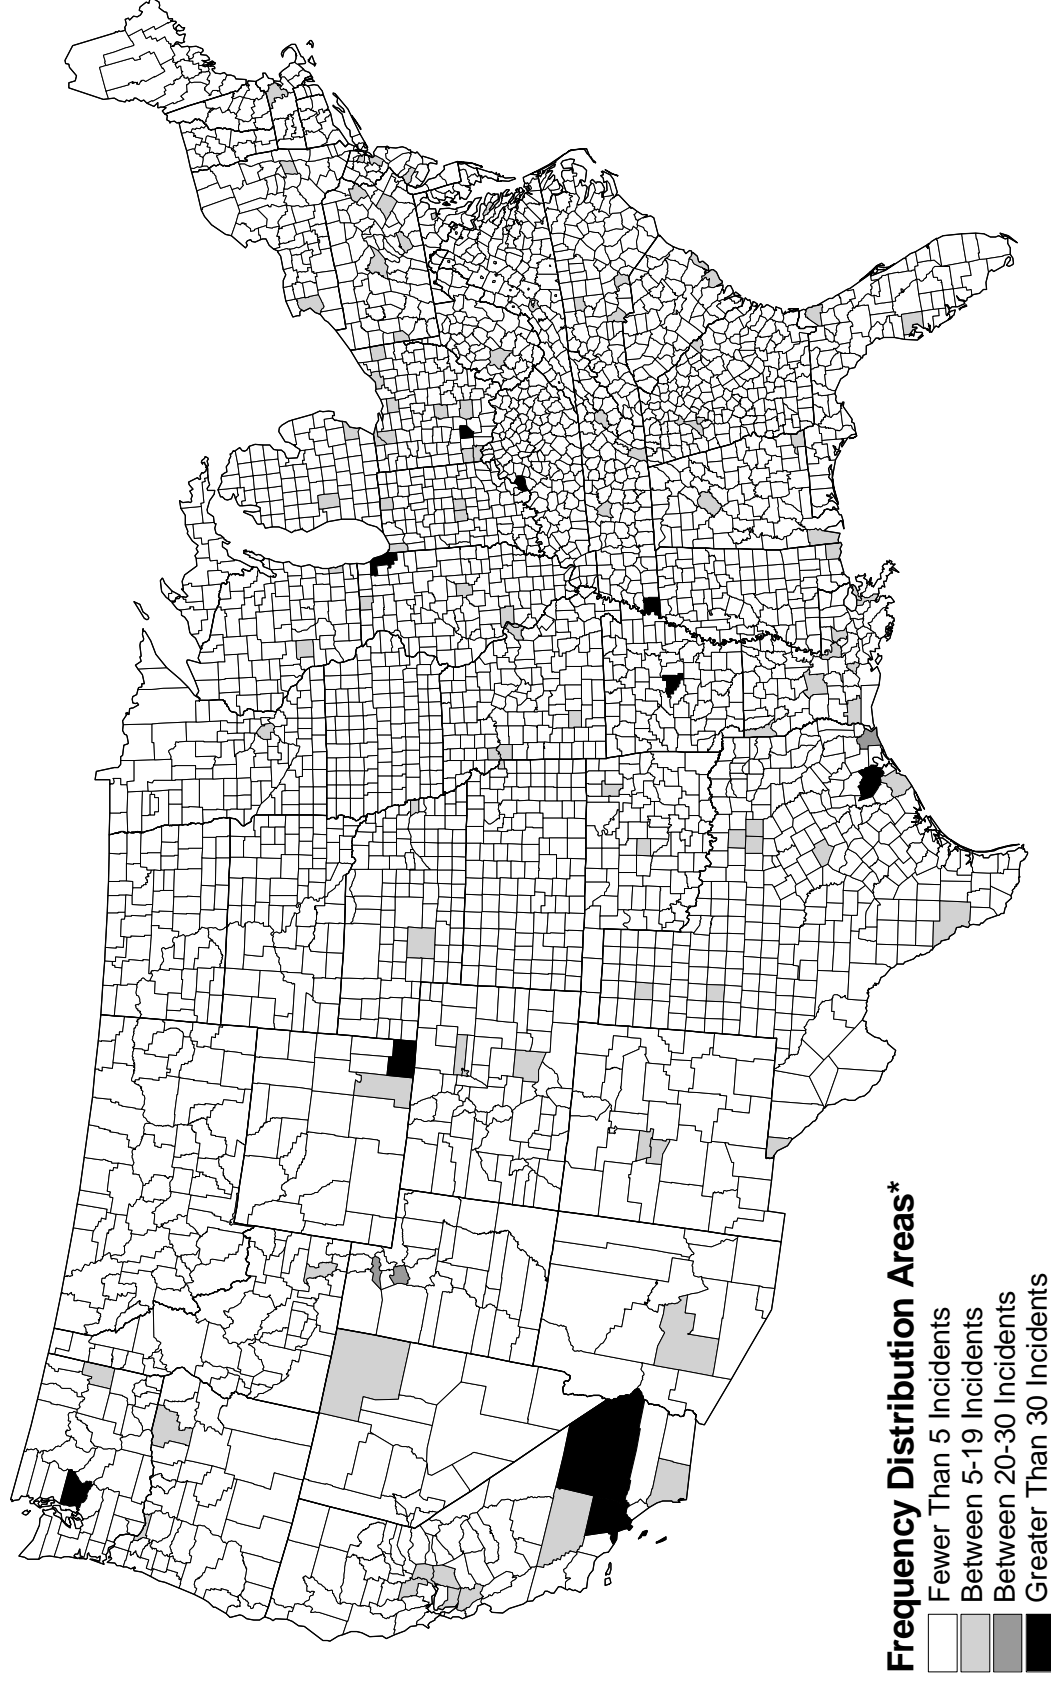 Frequency Distribution Areas*
Fewer Than 5 Incidents
Between 5-19 Incidents
Between 20-30 Incidents
Greater Than 30 Incidents